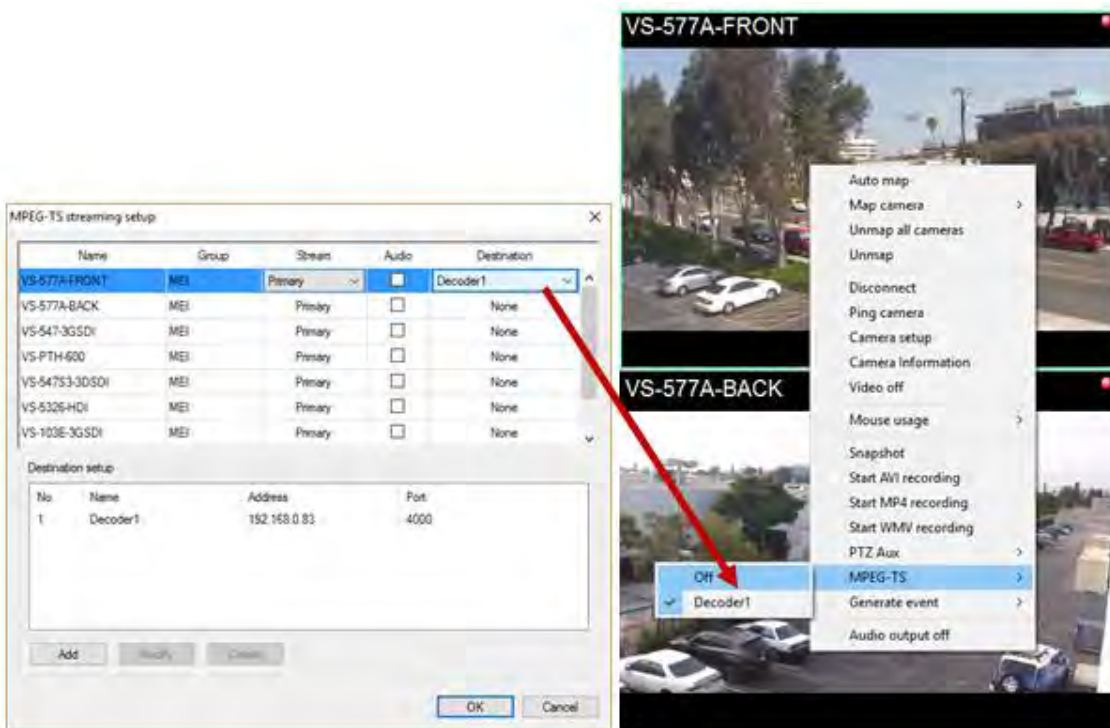 MPEG-TS streaming setup
Name Group Stream Audio Destination
VS-577A-FRONT MEI Primary Decoder1
VS-577A-BACK MEI Primary None
VS-547-3GSDI MEI Primary None
VS-PTH-600 MEI Primary None
VS-547S3-3DSDI MEI Primary None
VS-5326-HDI MEI Primary None
VS-103E-3GSDI MEI Primary None
Destination setup
No Name Address Port
1 Decoder1 192.168.0.83 4000
Add Modify Delete
OK Cancel
VS-577A-FRONT
VS-577A-BACK
Auto map
Map camera
Unmap all cameras
Unmap
Disconnect
Ping camera
Camera setup
Camera Information
Video off
Mouse usage
Snapshot
Start AVI recording
Start MP4 recording
Start WMV recording
PTZ Aux
MPEG-TS
Generate event
Audio output off
Off
Decoder1